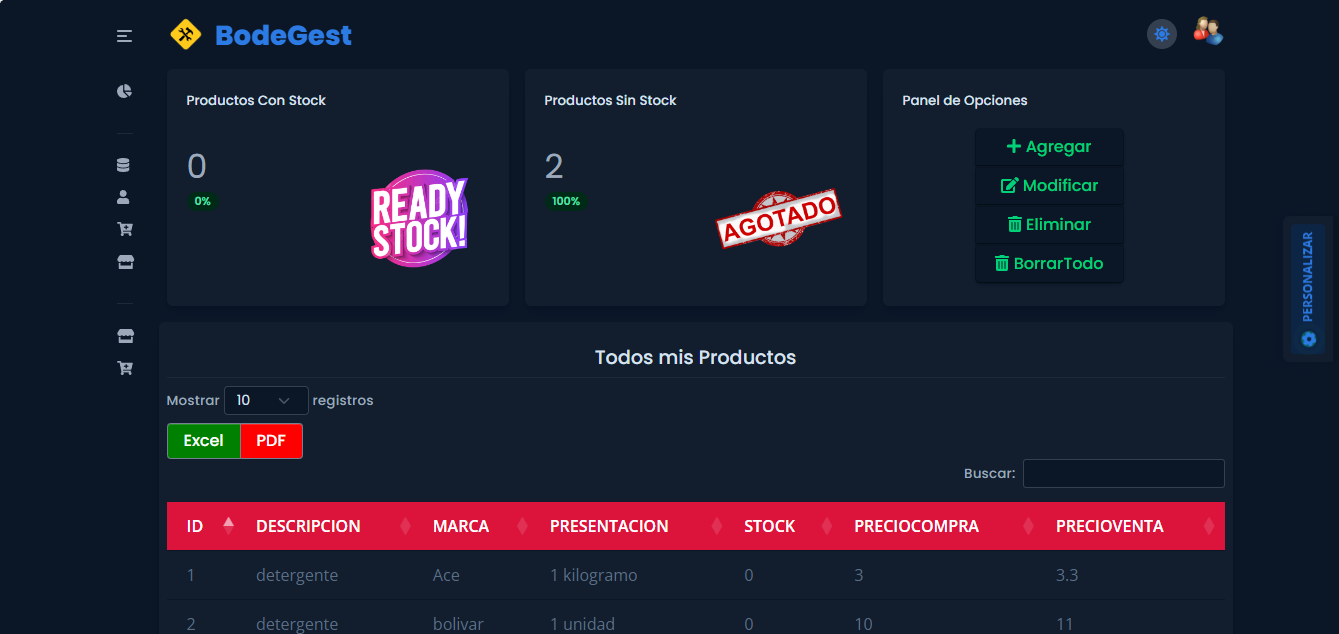 BodeGest
Productos Con Stock
0
0%
READY
STOCK!
Productos Sin Stock
2
100%
AGOTADO
Panel de Opciones
Agregar
Modificar
Eliminar
BorrarTodo
PERSONALIZAR
Todos mis Productos
Mostrar 10 registros
Excel PDF
Buscar:
ID DESCRIPCION MARCA PRESENTACION STOCK PRECIOCOMPRA PRECIOVENTA
1 detergente Ace 1 kilogramo 0 3 3.3
2 detergente bolivar 1 unidad 0 10 11